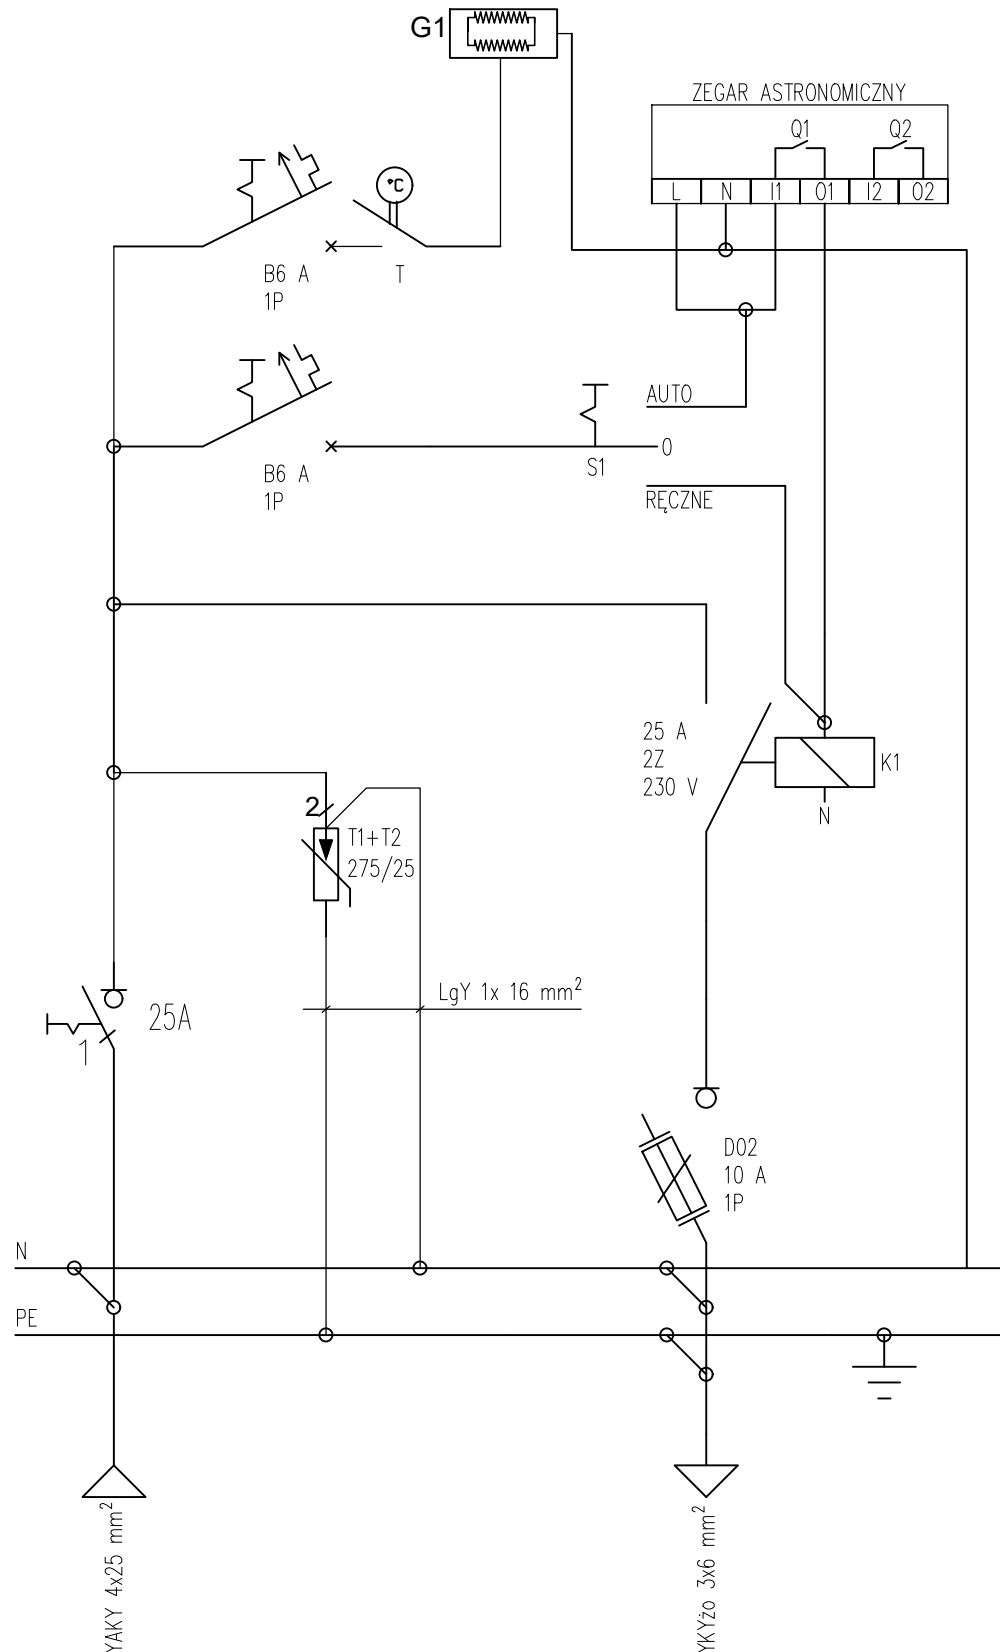 G1
ZEGAR ASTRONOMICZNY
Q1
Q2
L N I1 O1 I2 O2
°C
B6 A
1P
T
AUTO
0
S1
B6 A
1P
RĘCZNE
25 A
2Z
230 V
K1
N
2
T1+T2
275/25
LgY 1x 16 mm²
25A
1
D02
10 A
1P
N
PE
YAKY 4x25 mm²
YKYżo 3x6 mm²